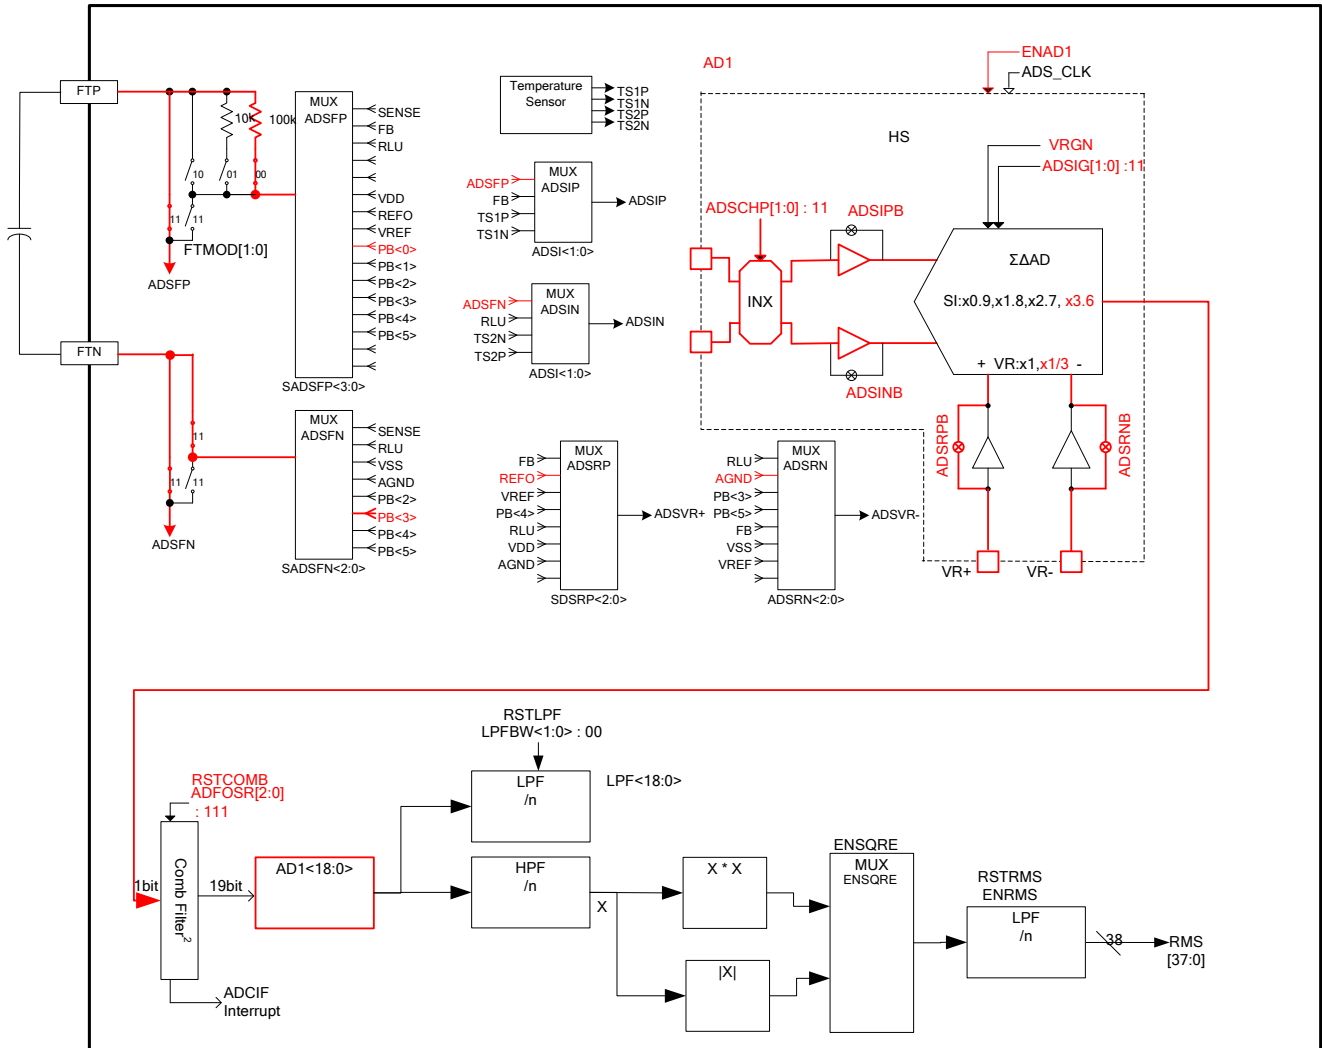 FTP
10k
100k
10
01
00
11
11
FTMOD[1:0]
ADSFP
FTN
11
11
11
ADSFN
MUX
ADSFP
SENSE
FB
RLU
VDD
REFO
VREF
PB<0>
PB<1>
PB<2>
PB<3>
PB<4>
PB<5>
SADSFP<3:0>
MUX
ADSFN
SENSE
RLU
VSS
AGND
PB<2>
PB<3>
PB<4>
PB<5>
SADSFN<2:0>
Temperature
Sensor
TS1P
TS1N
TS2P
TS2N
MUX
ADSIP
ADSFP
FB
TS1P
TS1N
ADSIP
ADSI<1:0>
MUX
ADSIN
ADSFN
RLU
TS2N
TS2P
ADSIN
ADSI<1:0>
MUX
ADSRP
FB
REFO
VREF
PB<4>
RLU
VDD
AGND
ADSVR+
SDSRP<2:0>
MUX
ADSRN
RLU
AGND
PB<3>
PB<5>
FB
VSS
VREF
ADSVR-
ADSRN<2:0>
AD1
ENAD1
ADS_CLK
HS
VRGN
ADSIG[1:0] :11
ADSCHP[1:0] : 11
ADSIPB
INX
ADSINB
ΣΔAD
SI:x0.9,x1.8,x2.7, x3.6
+ VR:x1,x1/3 -
ADSRPB
ADSRNB
VR+
VR-
RSTLPF
LPFBW<1:0> : 00
LPF
/n
LPF<18:0>
RSTCOMB
ADFOSR[2:0]
: 111
1bit
Comb Filter²
19bit
AD1<18:0>
HPF
/n
X
X * X
|X|
ENSQRE
MUX
ENSQRE
RSTRMS
ENRMS
LPF
/n
38
RMS
[37:0]
ADCIF
Interrupt